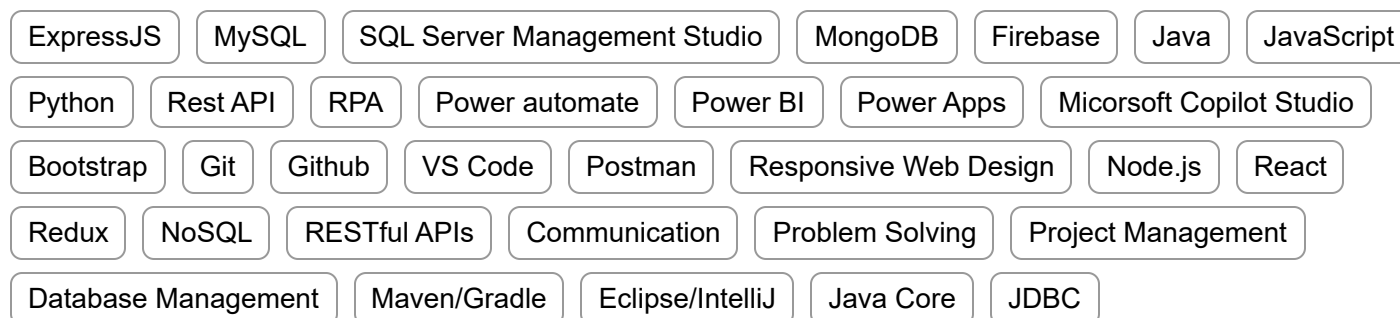 ExpressJS MySQL SQL Server Management Studio MongoDB Firebase Java JavaScript
Python Rest API RPA Power automate Power BI Power Apps Micorsoft Copilot Studio
Bootstrap Git Github VS Code Postman Responsive Web Design Node.js React
Redux NoSQL RESTful APIs Communication Problem Solving Project Management
Database Management Maven/Gradle Eclipse/IntelliJ Java Core JDBC